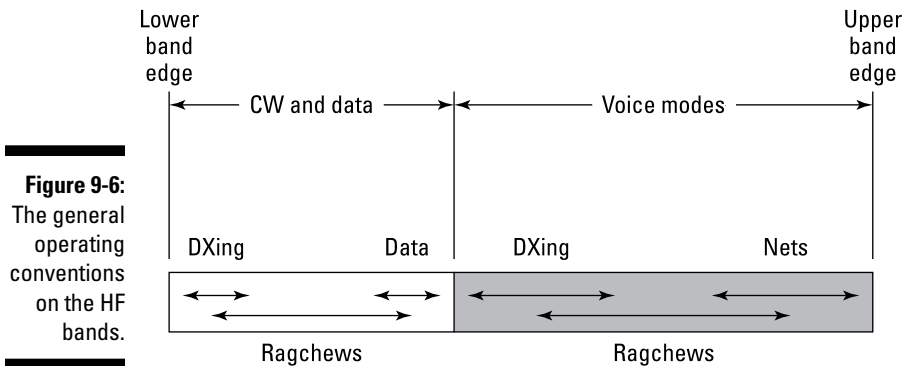 Lower
band
edge
Upper
band
edge
CW and data
Voice modes
Figure 9-6:
The general
operating
conventions
on the HF
bands.
DXing
Data
DXing
Nets
Ragchews
Ragchews